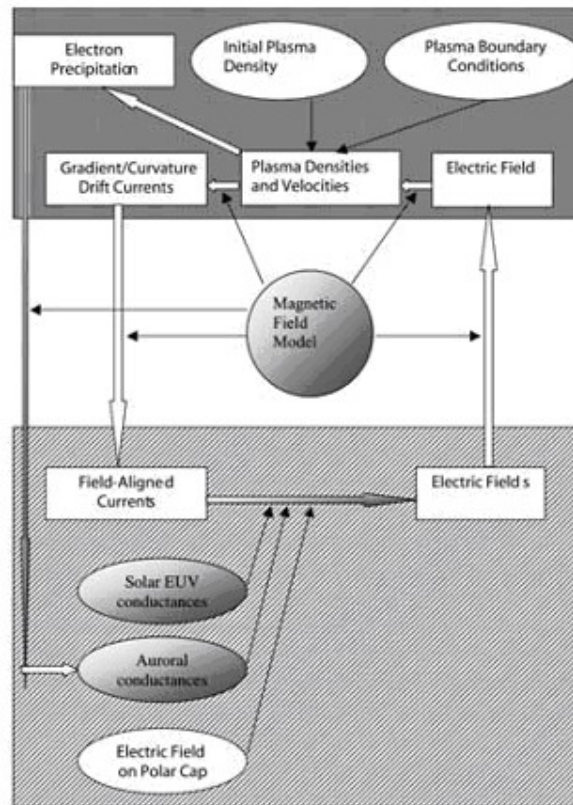 Electron
Precipitation
Initial Plasma
Density
Plasma Boundary
Conditions
Gradient/Curvature
Drift Currents
Plasma Densities
and Velocities
Electric Field
Magnetic
Field
Model
Field-Aligned
Currents
Electric Field s
Solar EUV
conductances
Auroral
conductances
Electric Field
on Polar Cap